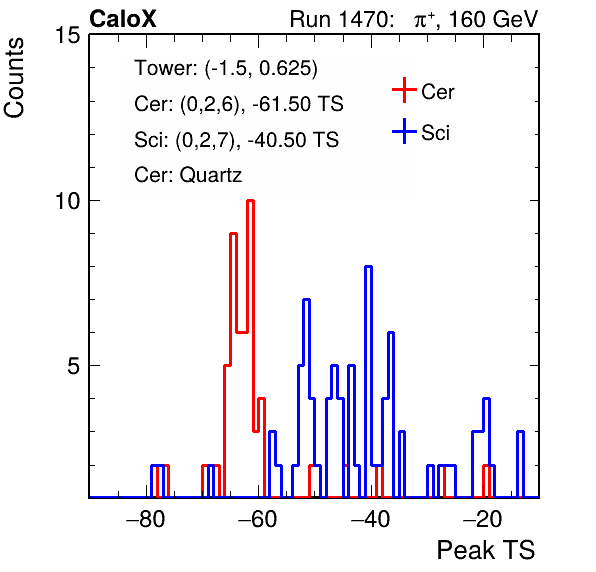 CaloX Run 1470: π⁺, 160 GeV
Counts
15
10
5
Tower: (-1.5, 0.625)
Cer: (0,2,6), -61.50 TS
Sci: (0,2,7), -40.50 TS
Cer: Quartz
Cer
Sci
−80 −60 −40 −20
Peak TS